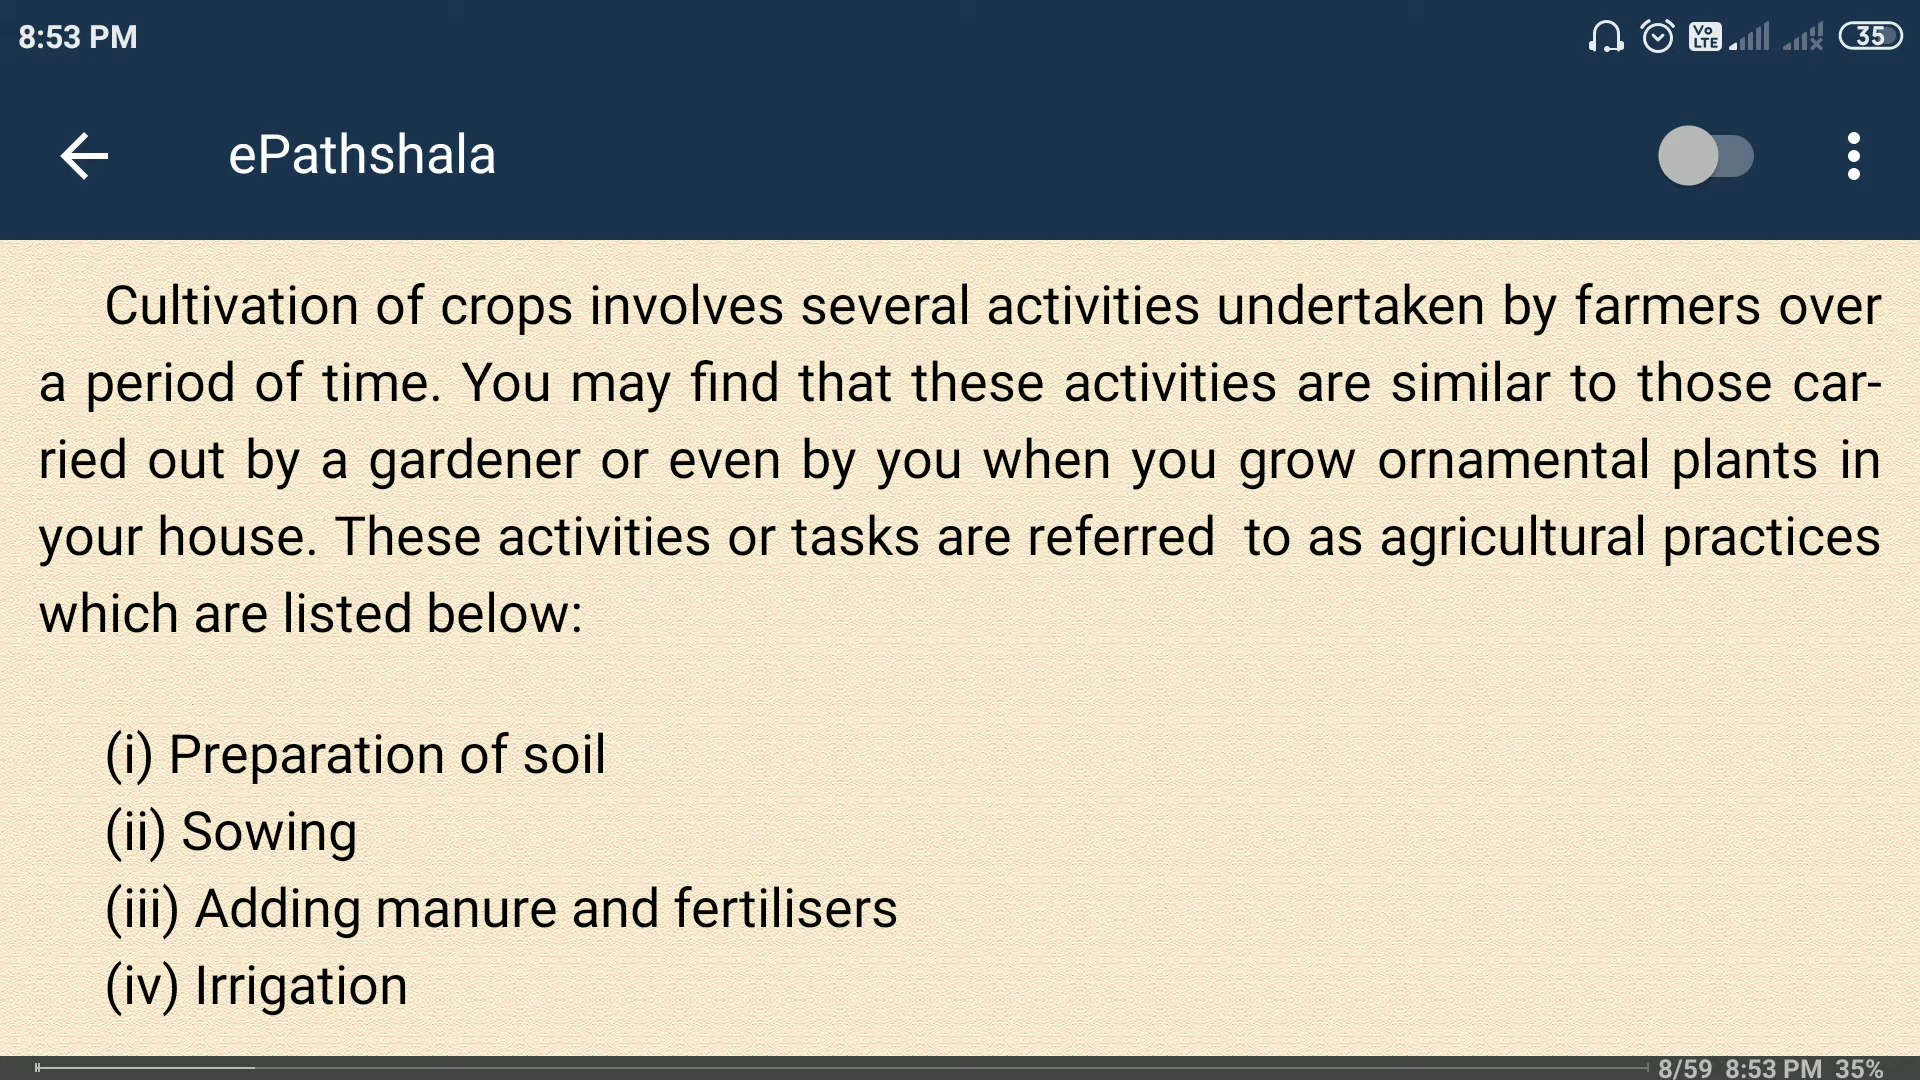 8:53 PM Vo LTE 35
ePathshala
Cultivation of crops involves several activities undertaken by farmers over
a period of time. You may find that these activities are similar to those car-
ried out by a gardener or even by you when you grow ornamental plants in
your house. These activities or tasks are referred to as agricultural practices
which are listed below:
(i) Preparation of soil
(ii) Sowing
(iii) Adding manure and fertilisers
(iv) Irrigation
8/59 8:53 PM 35%